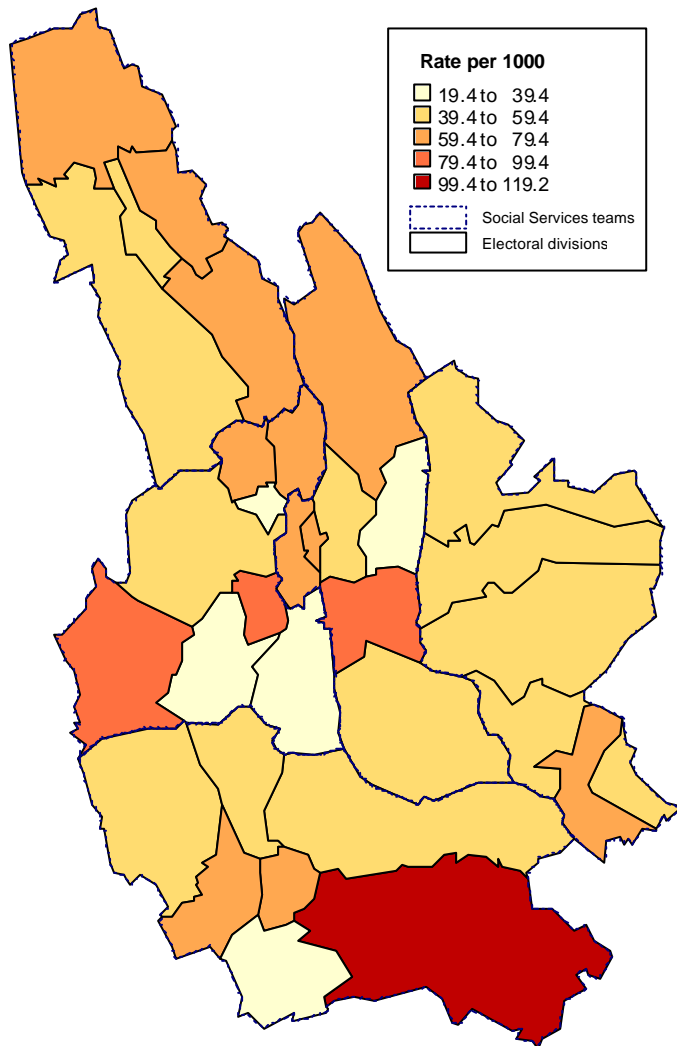 Rate per 1000
19.4 to 39.4
39.4 to 59.4
59.4 to 79.4
79.4 to 99.4
99.4 to 119.2
Social Services teams
Electoral divisions